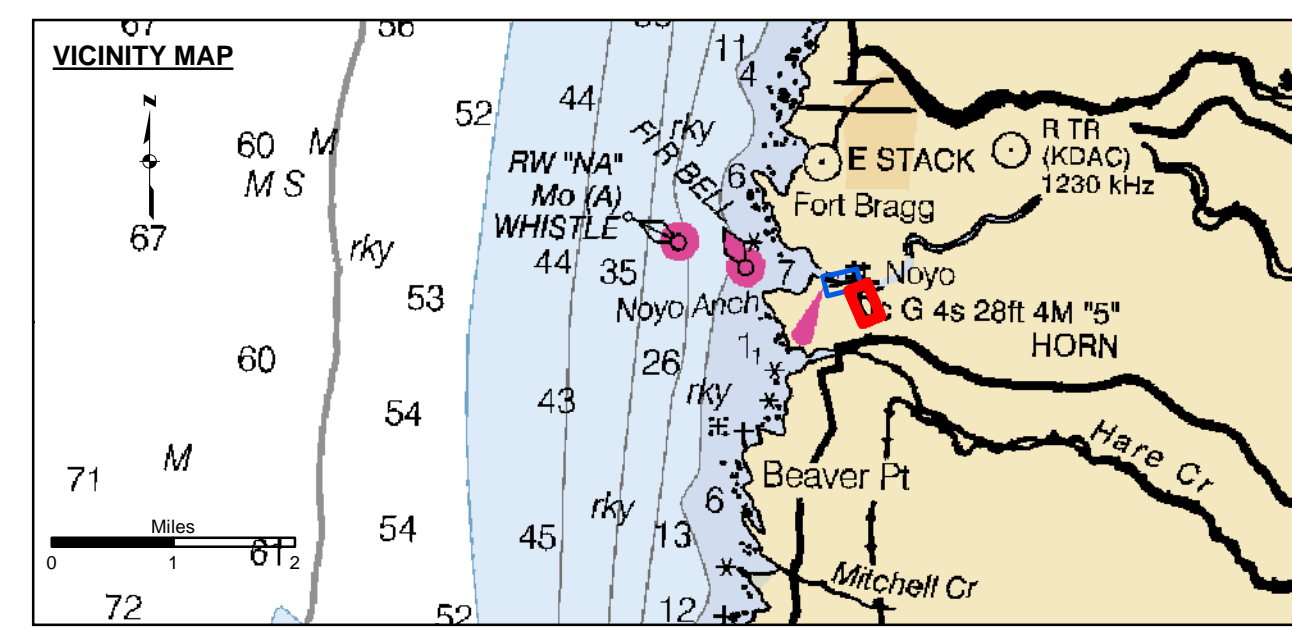 67
56
VICINITY MAP
N
11
4
44
52
60
M
M S
rky
FI R BELL
R TR
(KDAC)
1230 kHz
E STACK
RW "NA"
Mo (A)
WHISTLE
6
Fort Bragg
67
rky
44
35
7
Noyo
53
Noyo Anch
G 4s 28ft 4M "5"
HORN
1₁
60
26
rky
54
43
Hare Cr
M
71
Beaver Pt
6
rky
Miles
54
45
13
61
0
1
2
Mitchell Cr
72
52
12